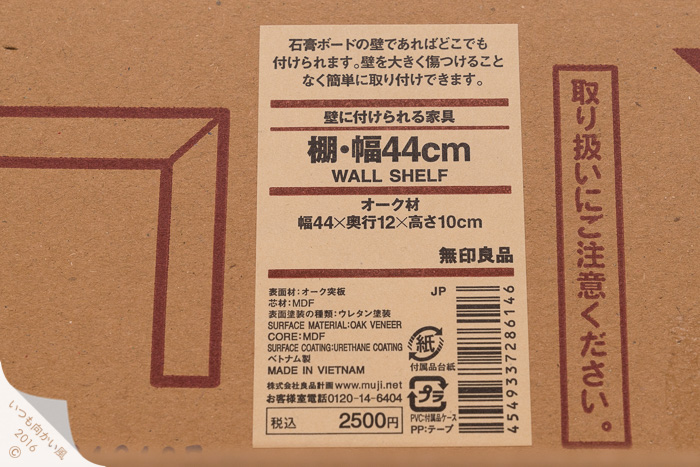 石膏ボードの壁であればどこでも
付けられます。壁を大きく傷つけること
なく簡単に取り付けできます。
壁に付けられる家具
棚・幅44cm
WALL SHELF
オーク材
幅44×奥行12×高さ10cm
無印良品
表面材:オーク突板
芯材:MDF
表面塗装の種類:ウレタン塗装
SURFACE MATERIAL:OAK VENEER
CORE:MDF
SURFACE COATING:URETHANE COATING
ベトナム製
MADE IN VIETNAM
株式会社良品計画 www.muji.net
お客様室電話0120-14-6404
税込 2500円
JP
紙
付属品台紙
プラ
PVC:付属品ケース
PP:テープ
4549337286146
取り扱いにご注意ください。
いつも向かい風
2016
©